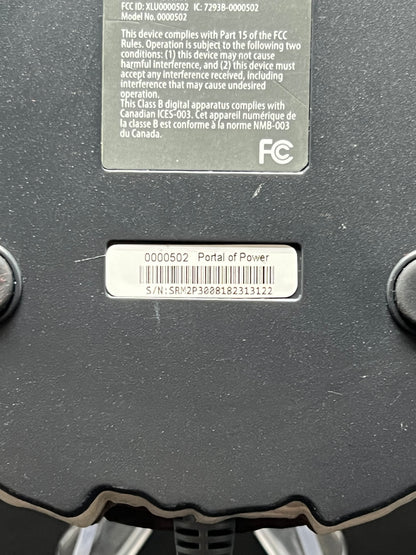 FCC ID: XLU0000502 IC: 7293B-0000502
Model No. 0000502
This device complies with Part 15 of the FCC
Rules. Operation is subject to the following two
conditions: (1) this device may not cause
harmful interference, and (2) this device must
accept any interference received, including
interference that may cause undesired
operation.
This Class B digital apparatus complies with
Canadian ICES-003. Cet appareil numérique de
la classe B est conforme à la norme NMB-003
du Canada.
FC
0000502 Portal of Power
S/N:SRM2P3008182313122